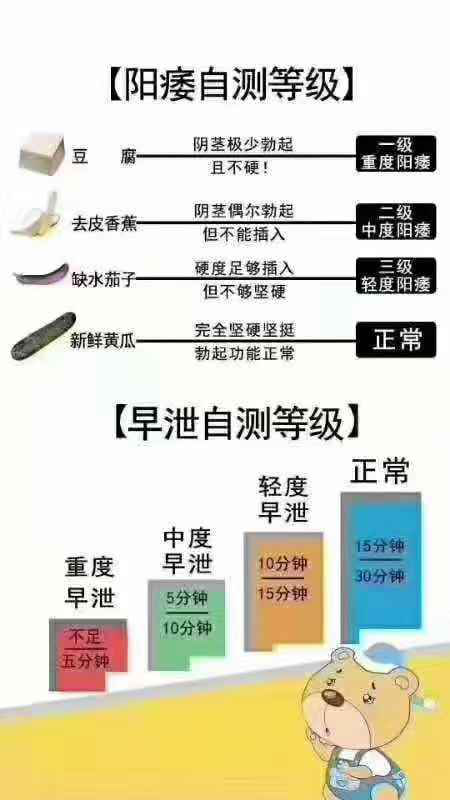 【阳痿自测等级】
豆腐
阴茎极少勃起
且不硬！
一级
重度阳痿
去皮香蕉
阴茎偶尔勃起
但不能插入
二级
中度阳痿
缺水茄子
硬度足够插入
但不够坚硬
三级
轻度阳痿
新鲜黄瓜
完全坚硬坚挺
勃起功能正常
正常
【早泄自测等级】
重度
早泄
不足
五分钟
中度
早泄
5分钟
10分钟
轻度
早泄
10分钟
15分钟
正常
15分钟
30分钟